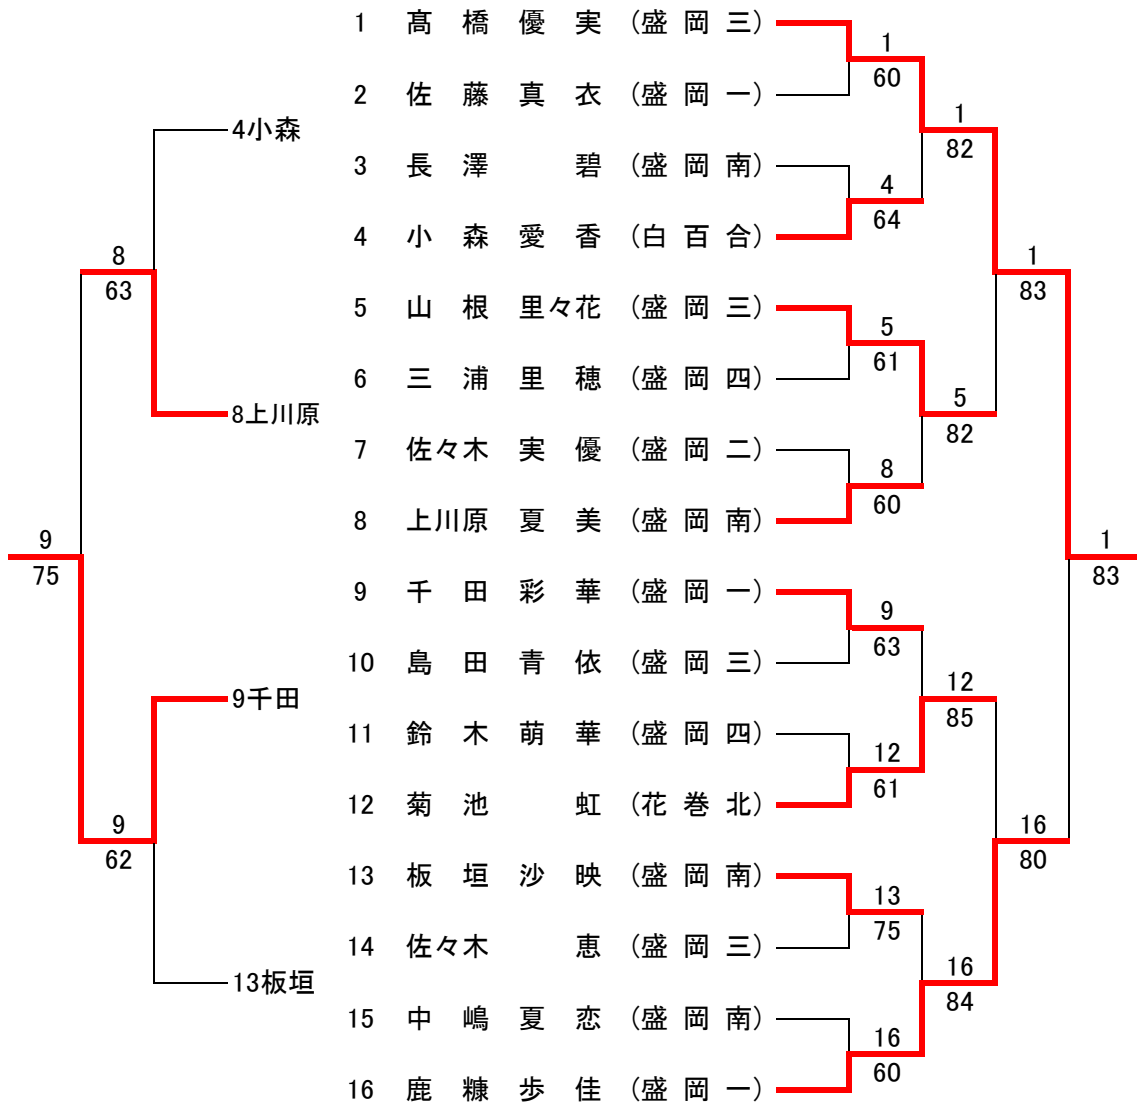 1 髙橋優実 (盛岡三)
2 佐藤真衣 (盛岡一)
3 長澤 碧 (盛岡南)
4 小森愛香 (白百合)
5 山根里々花 (盛岡三)
6 三浦里穂 (盛岡四)
7 佐々木実優 (盛岡二)
8 上川原夏美 (盛岡南)
9 千田彩華 (盛岡一)
10 島田青依 (盛岡三)
11 鈴木萌華 (盛岡四)
12 菊池 虹 (花巻北)
13 板垣沙映 (盛岡南)
14 佐々木 恵 (盛岡三)
15 中嶋夏恋 (盛岡南)
16 鹿糠歩佳 (盛岡一)
1
60
4
64
5
61
8
60
9
63
12
61
13
75
16
60
1
82
5
82
12
85
16
84
1
83
16
80
1
83
4小森
8上川原
9千田
13板垣
8
63
9
62
9
75